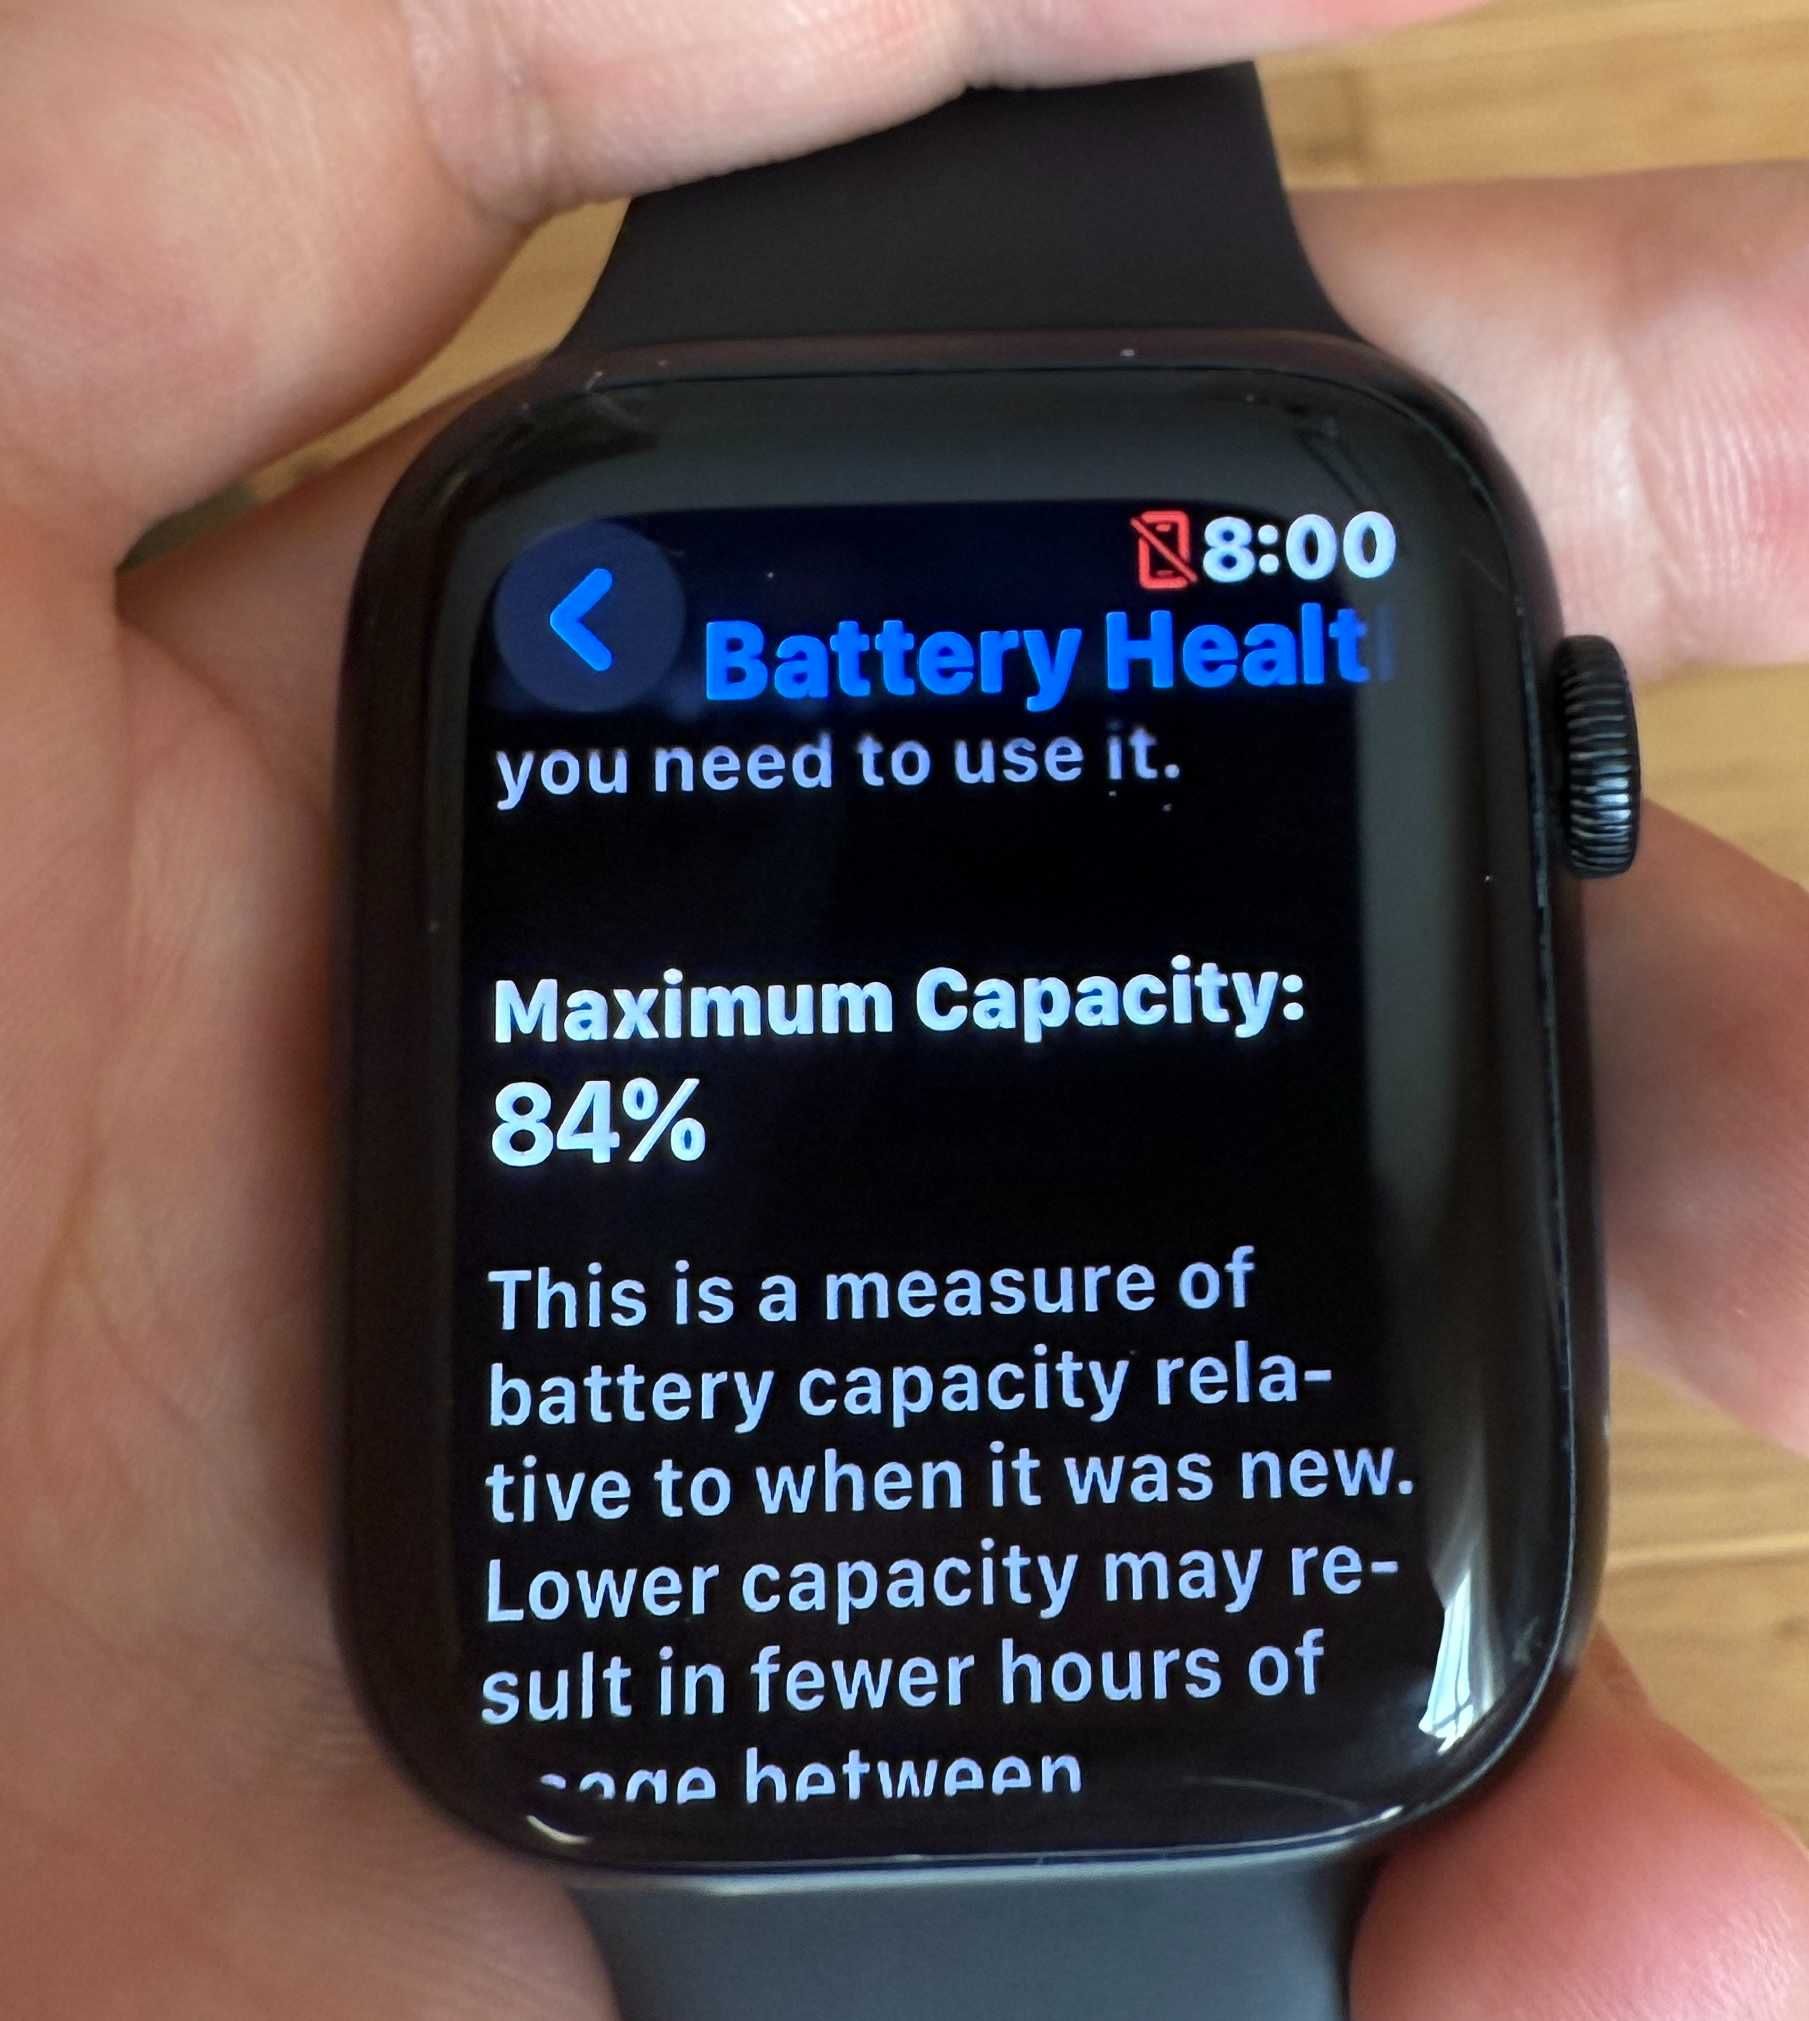 8:00
Battery Healt
you need to use it.
Maximum Capacity:
84%
This is a measure of
battery capacity rela-
tive to when it was new.
Lower capacity may re-
sult in fewer hours of
between